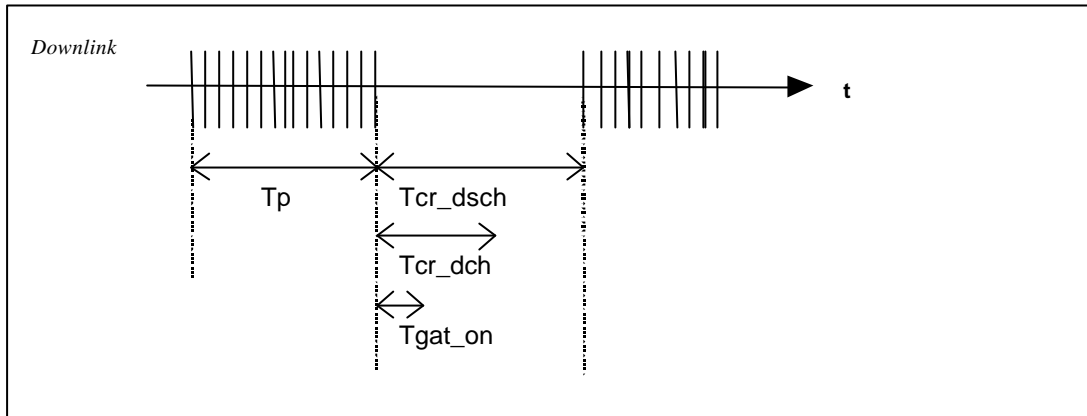 Downlink
t
Tp
Tcr_dsch
Tcr_dch
Tgat_on